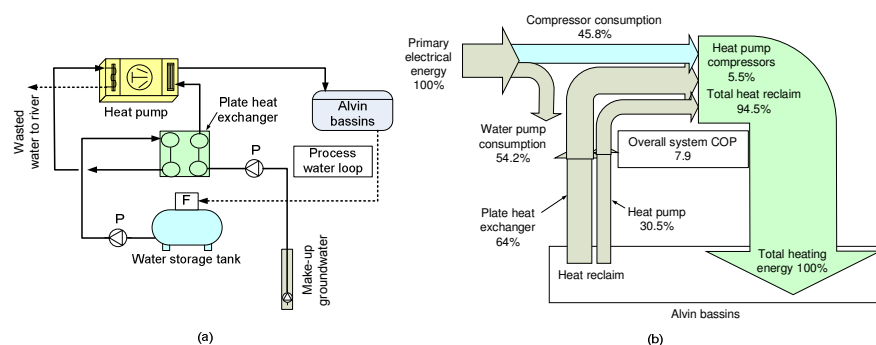 Wasted
water to river
Heat pump
Plate heat
exchanger
Alvin
bassins
Process
water loop
P
P
F
Water storage tank
Make-up
groundwater
(a)
Compressor consumption
45.8%
Primary
electrical
energy
100%
Heat pump
compressors
5.5%
Total heat reclaim
94.5%
Water pump
consumption
54.2%
Overall system COP
7.9
Plate heat
exchanger
64%
Heat pump
30.5%
Heat reclaim
Total heating
energy 100%
Alvin bassins
(b)